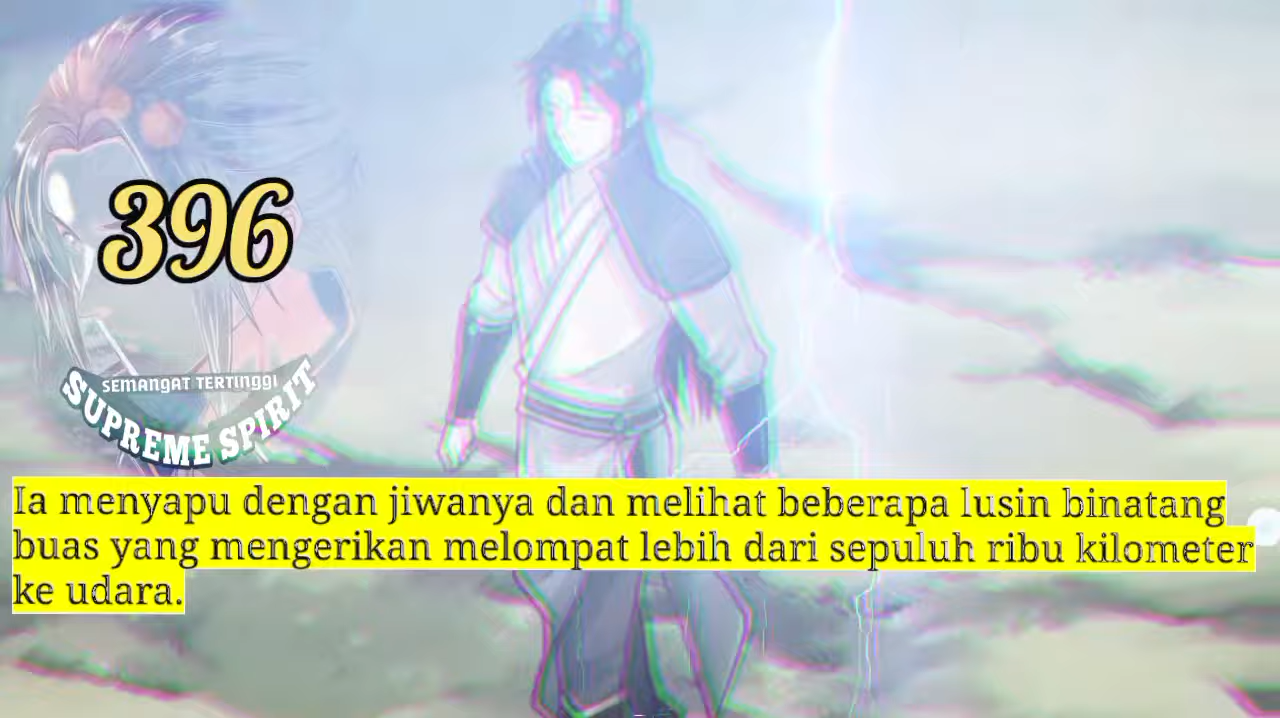 396
SEMANGAT TERTINGGI
SUPREME SPIRIT
Ia menyapu dengan jiwanya dan melihat beberapa lusin binatang
buas yang mengerikan melompat lebih dari sepuluh ribu kilometer
ke udara.